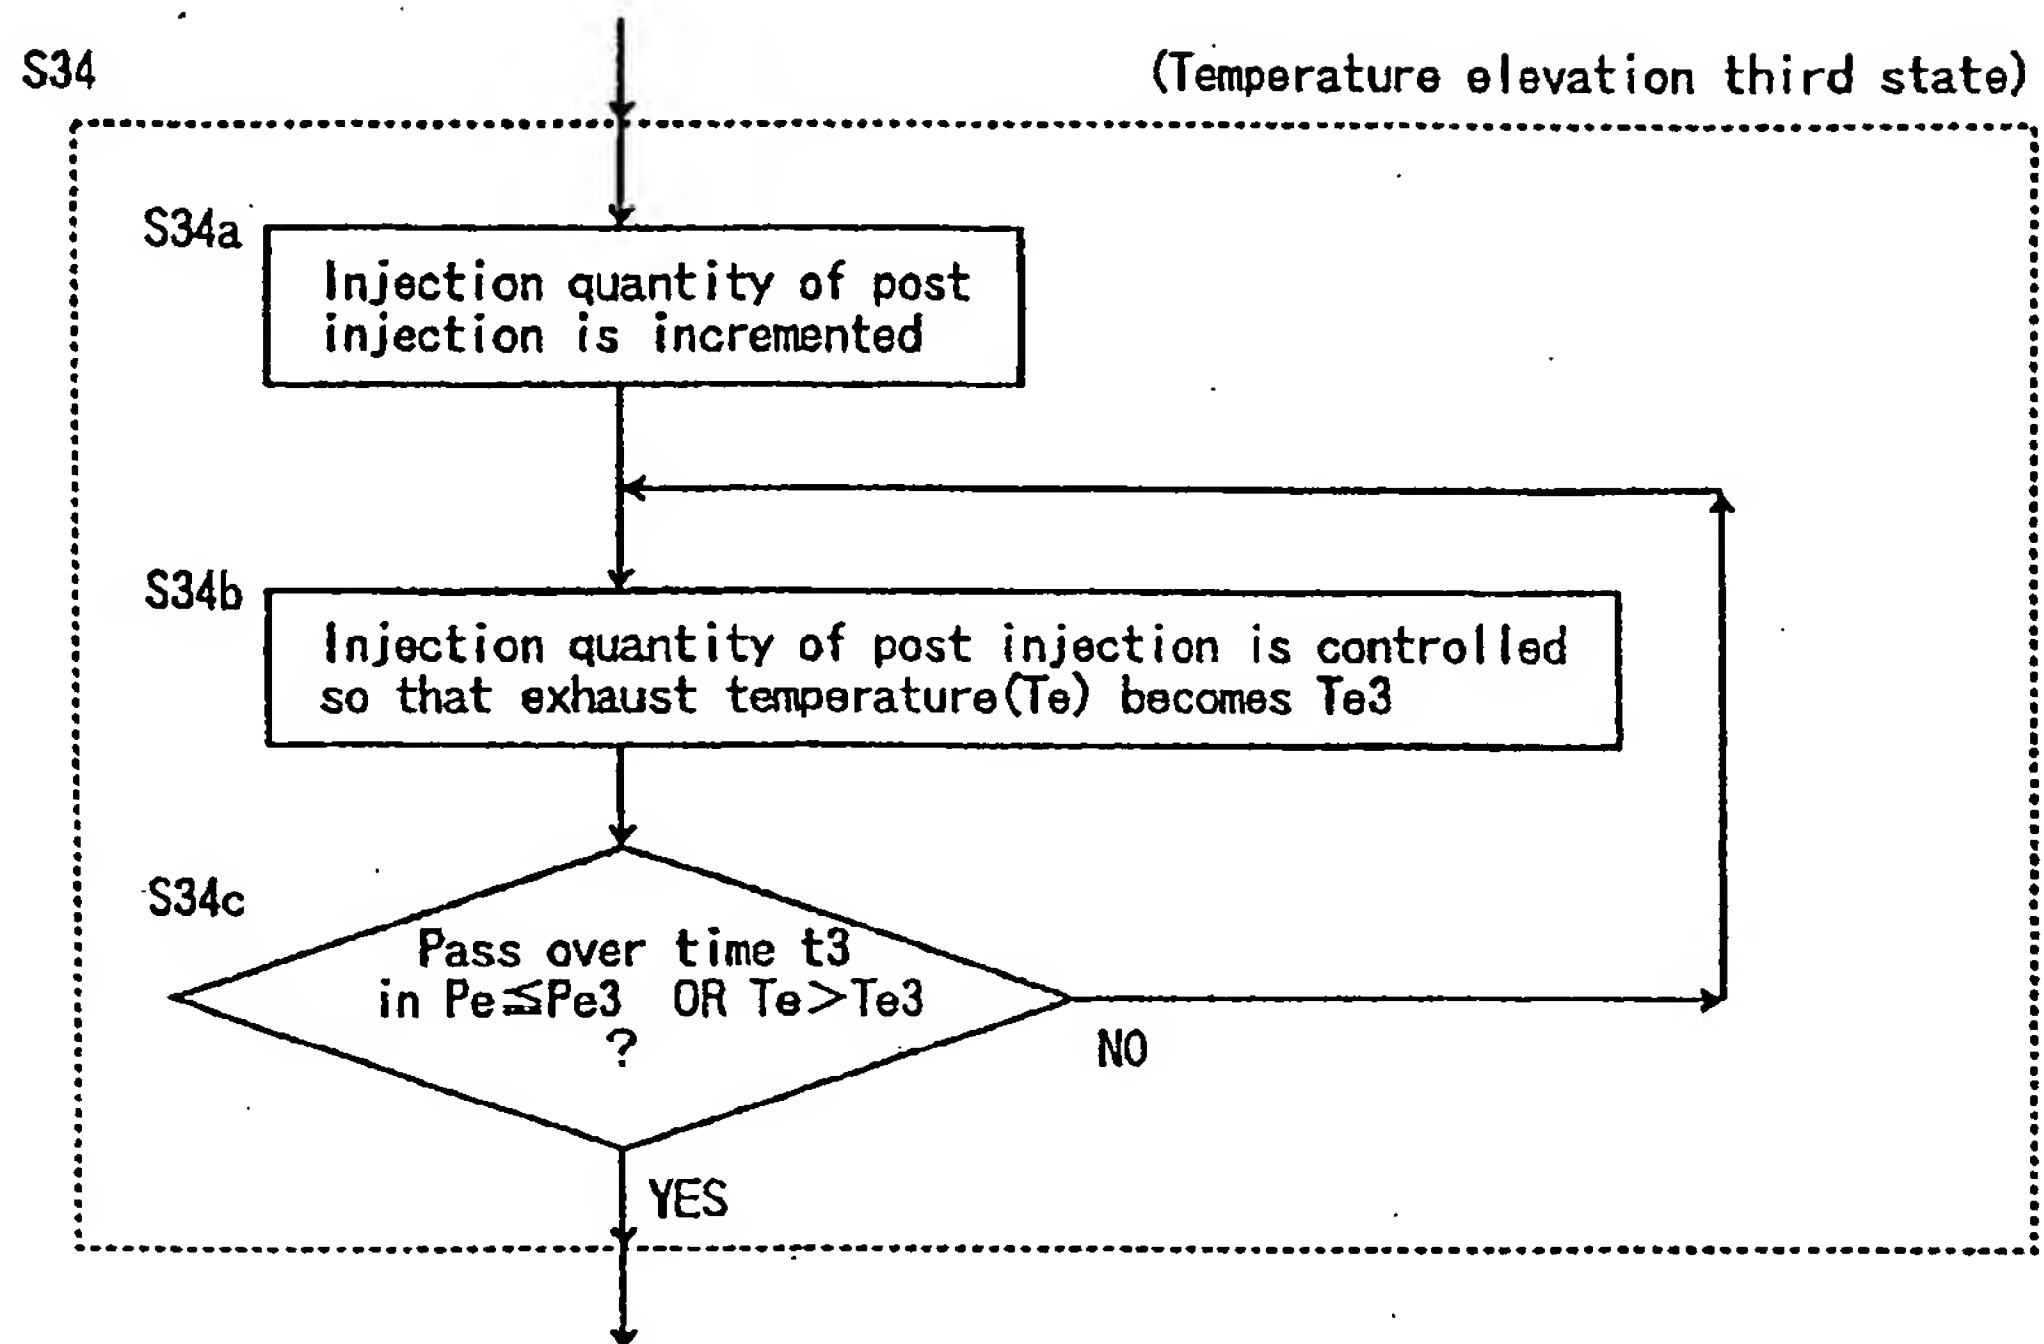 S34
(Temperature elevation third state)
S34a
Injection quantity of post
injection is incremented
S34b
Injection quantity of post injection is controlled
so that exhaust temperature(Te) becomes Te3
S34c
Pass over time t3
in Pe≦Pe3 OR Te>Te3
?
NO
YES